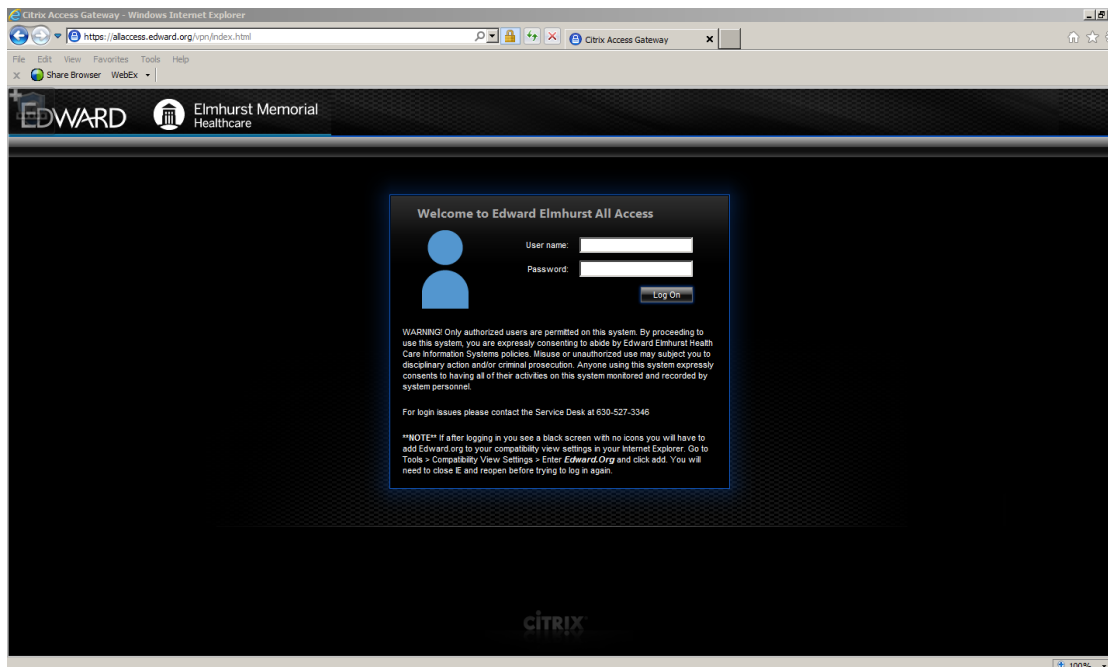 Citrix Access Gateway - Windows Internet Explorer
https://allaccess.edward.org/vpn/index.html
Citrix Access Gateway
File Edit View Favorites Tools Help
x Share Browser WebEx
EDWARD Elmhurst Memorial
Healthcare
Welcome to Edward Elmhurst All Access
User name:
Password:
Log On
WARNING! Only authorized users are permitted on this system. By proceeding to
use this system, you are expressly consenting to abide by Edward Elmhurst Health
Care Information Systems policies. Misuse or unauthorized use may subject you to
disciplinary action and/or criminal prosecution. Anyone using this system expressly
consents to having all of their activities on this system monitored and recorded by
system personnel.
For login issues please contact the Service Desk at 630-527-3346
**NOTE** If after logging in you see a black screen with no icons you will have to
add Edward.org to your compatibility view settings in your Internet Explorer. Go to
Tools > Compatibility View Settings > Enter Edward.Org and click add. You will
need to close IE and reopen before trying to log in again.
CITRIX
100%